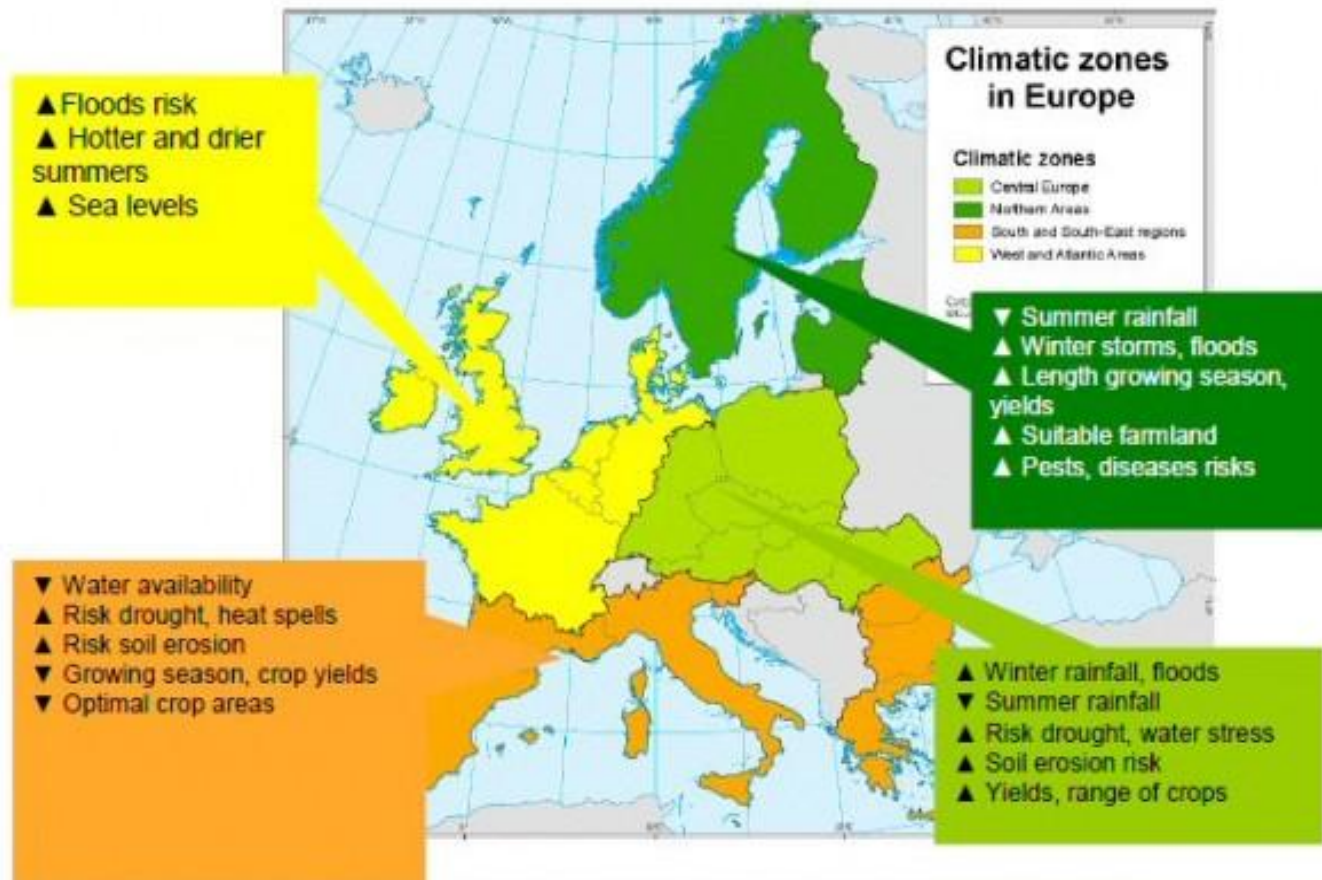 Climatic zones
in Europe
Climatic zones
Central Europe
Northern Areas
South and South-East regions
West and Atlantic Areas
▲Floods risk
▲ Hotter and drier
summers
▲ Sea levels
▼ Summer rainfall
▲ Winter storms, floods
▲ Length growing season,
yields
▲ Suitable farmland
▲ Pests, diseases risks
▼ Water availability
▲ Risk drought, heat spells
▲ Risk soil erosion
▼ Growing season, crop yields
▼ Optimal crop areas
▲ Winter rainfall, floods
▼ Summer rainfall
▲ Risk drought, water stress
▲ Soil erosion risk
▲ Yields, range of crops